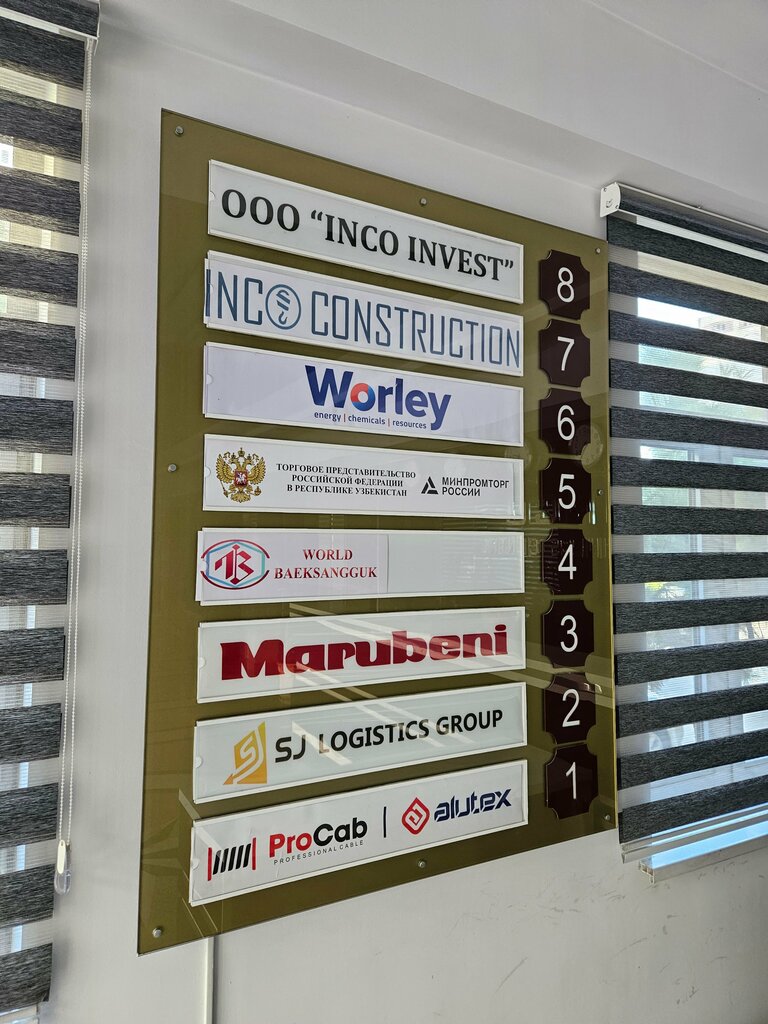 ООО “INCO INVEST”
8
INCO CONSTRUCTION
7
Worley
energy | chemicals | resources
6
ТОРГОВОЕ ПРЕДСТАВИТЕЛЬСТВО
РОССИЙСКОЙ ФЕДЕРАЦИИ
В РЕСПУБЛИКЕ УЗБЕКИСТАН
МИНПРОМТОРГ
РОССИИ
5
WORLD
BAEKSANGGUK
4
Marubeni
3
SJ LOGISTICS GROUP
2
ProCab | alutex
PROFESSIONAL CABLE
1